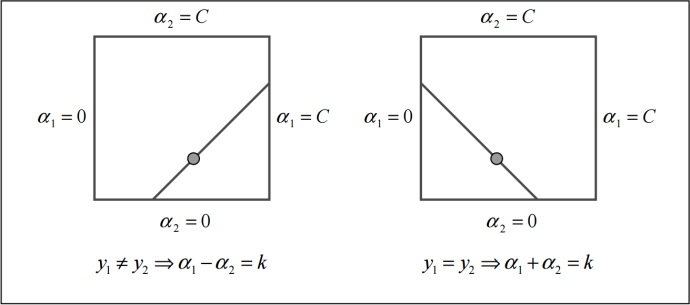 α₂ = C
α₂ = C
α₁ = 0
α₁ = C
α₁ = 0
α₁ = C
α₂ = 0
α₂ = 0
y₁ ≠ y₂ ⇒ α₁ − α₂ = k
y₁ = y₂ ⇒ α₁ + α₂ = k